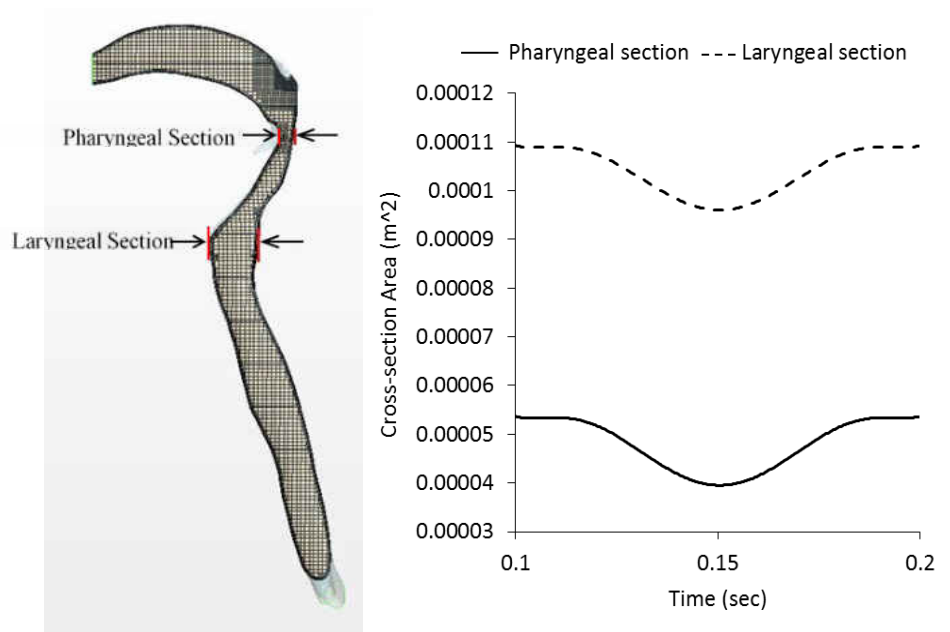 Pharyngeal Section
Laryngeal Section
Pharyngeal section
Laryngeal section
Cross-section Area (m^2)
0.00012
0.00011
0.0001
0.00009
0.00008
0.00007
0.00006
0.00005
0.00004
0.00003
0.1
0.15
0.2
Time (sec)